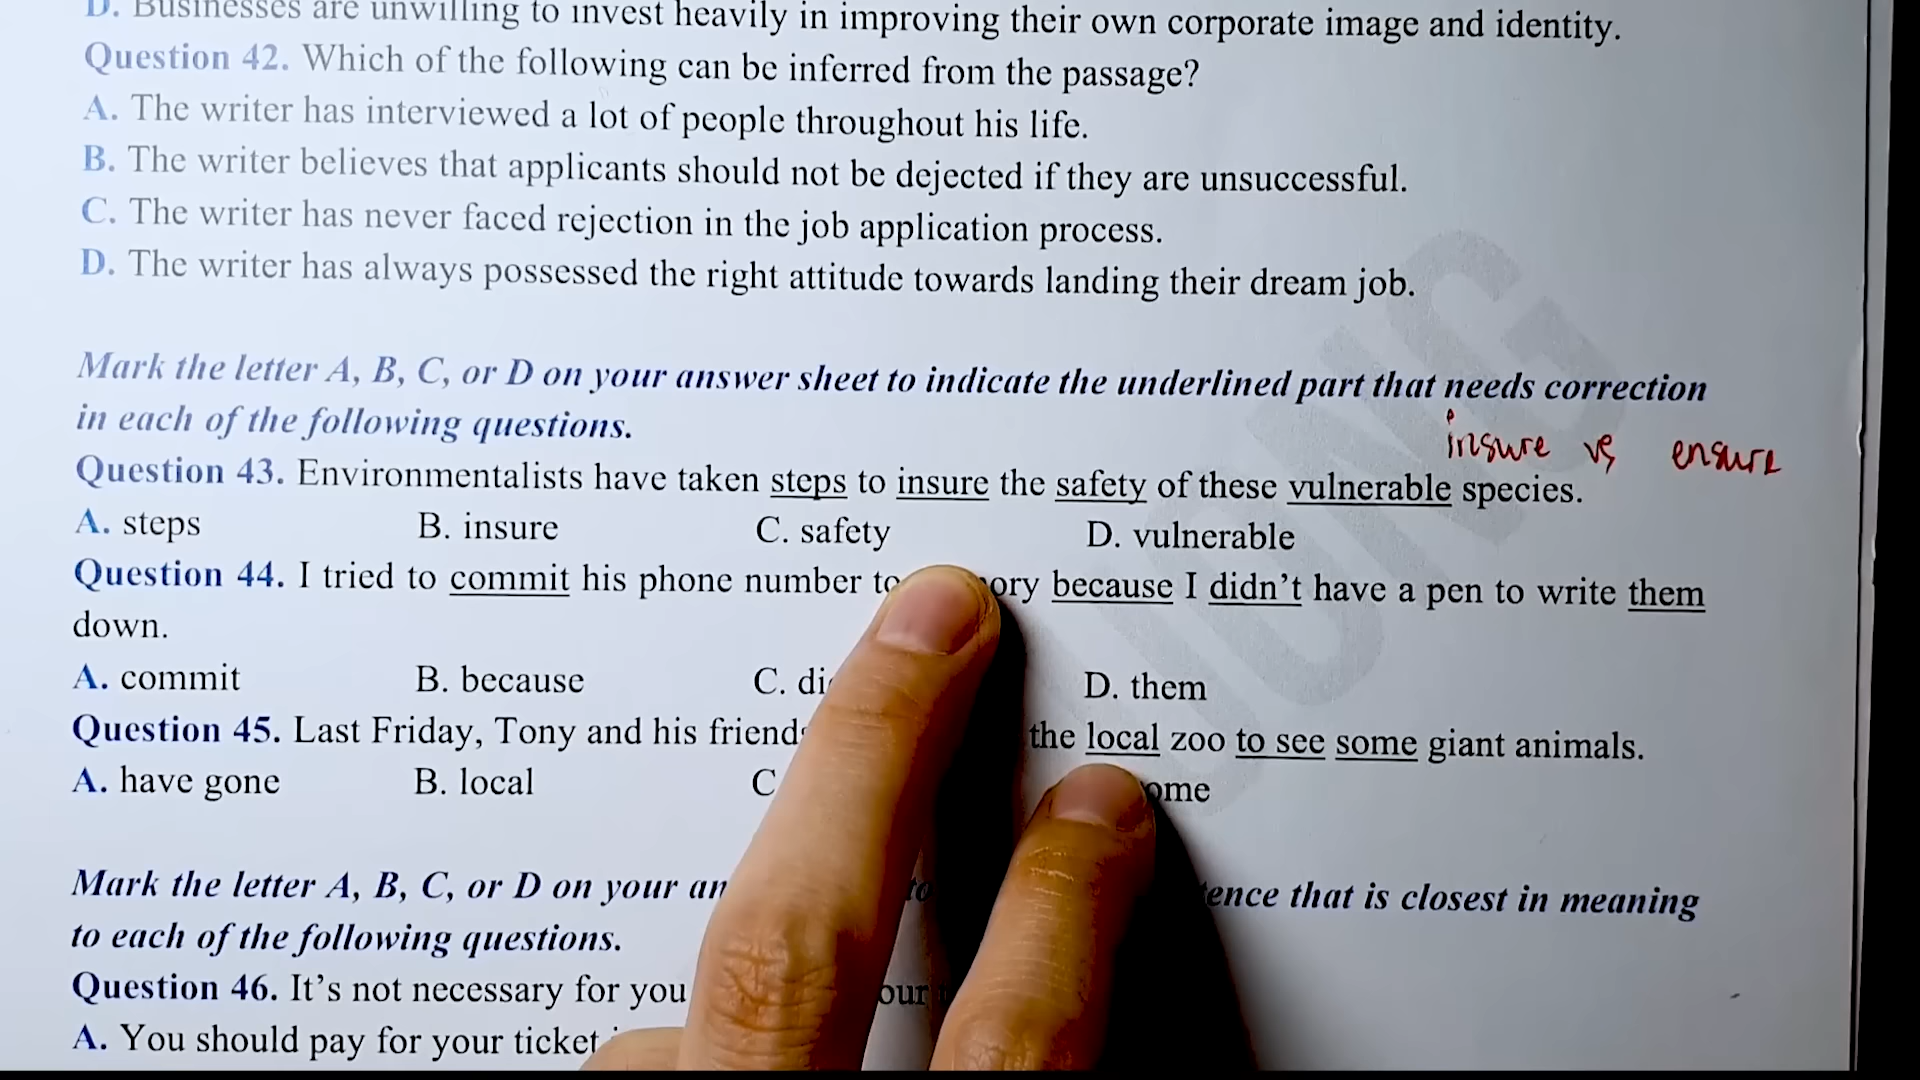 D. Businesses are unwilling to invest heavily in improving their own corporate image and identity.
Question 42. Which of the following can be inferred from the passage?
A. The writer has interviewed a lot of people throughout his life.
B. The writer believes that applicants should not be dejected if they are unsuccessful.
C. The writer has never faced rejection in the job application process.
D. The writer has always possessed the right attitude towards landing their dream job.
Mark the letter A, B, C, or D on your answer sheet to indicate the underlined part that needs correction
in each of the following questions.
insure vs ensure
Question 43. Environmentalists have taken steps to insure the safety of these vulnerable species.
A. steps B. insure C. safety D. vulnerable
Question 44. I tried to commit his phone number to because I didn't have a pen to write them
down.
A. commit B. because C. D. them
Question 45. Last Friday, Tony and his the local zoo to see some giant animals.
A. have gone B. local C
Mark the letter A, B, C, or D on your that is closest in meaning
to each of the following questions.
Question 46. It's not necessary for you
A. You should pay for your ticket